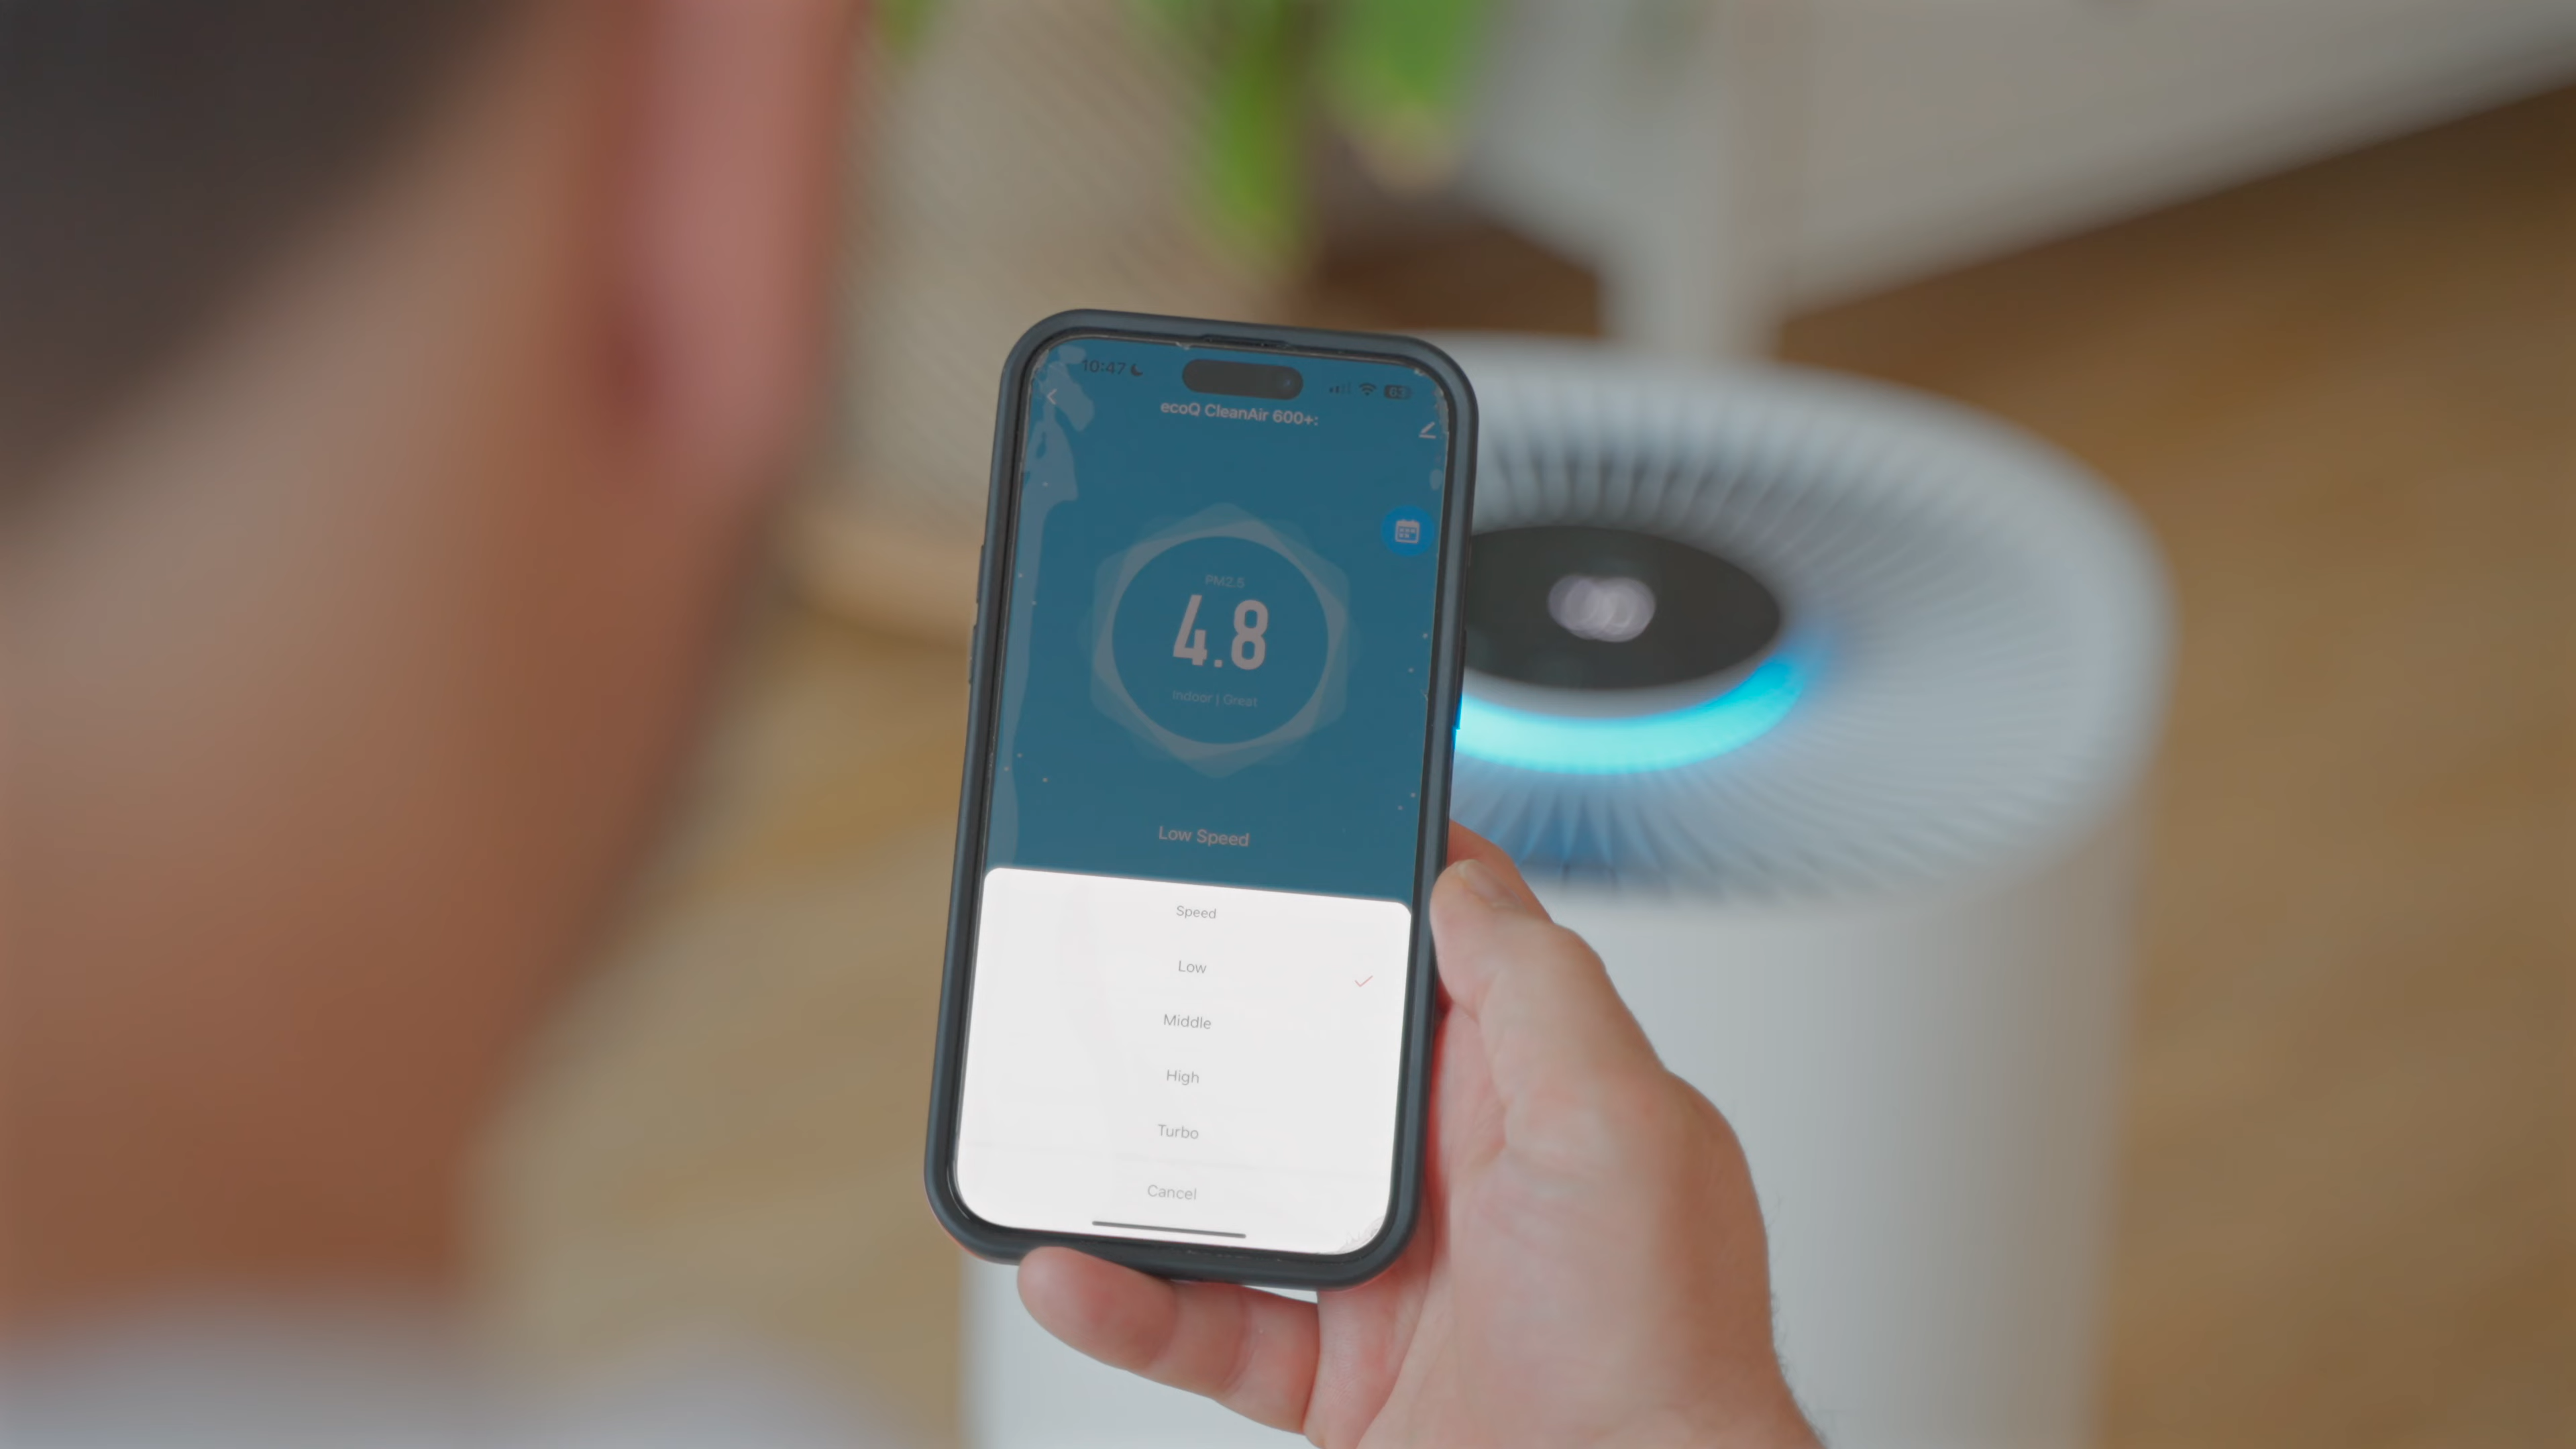 10:47
63
ecoQ CleanAir 600+:
PM2.5
4.8
Indoor | Great
Low Speed
Speed
Low
Middle
High
Turbo
Cancel